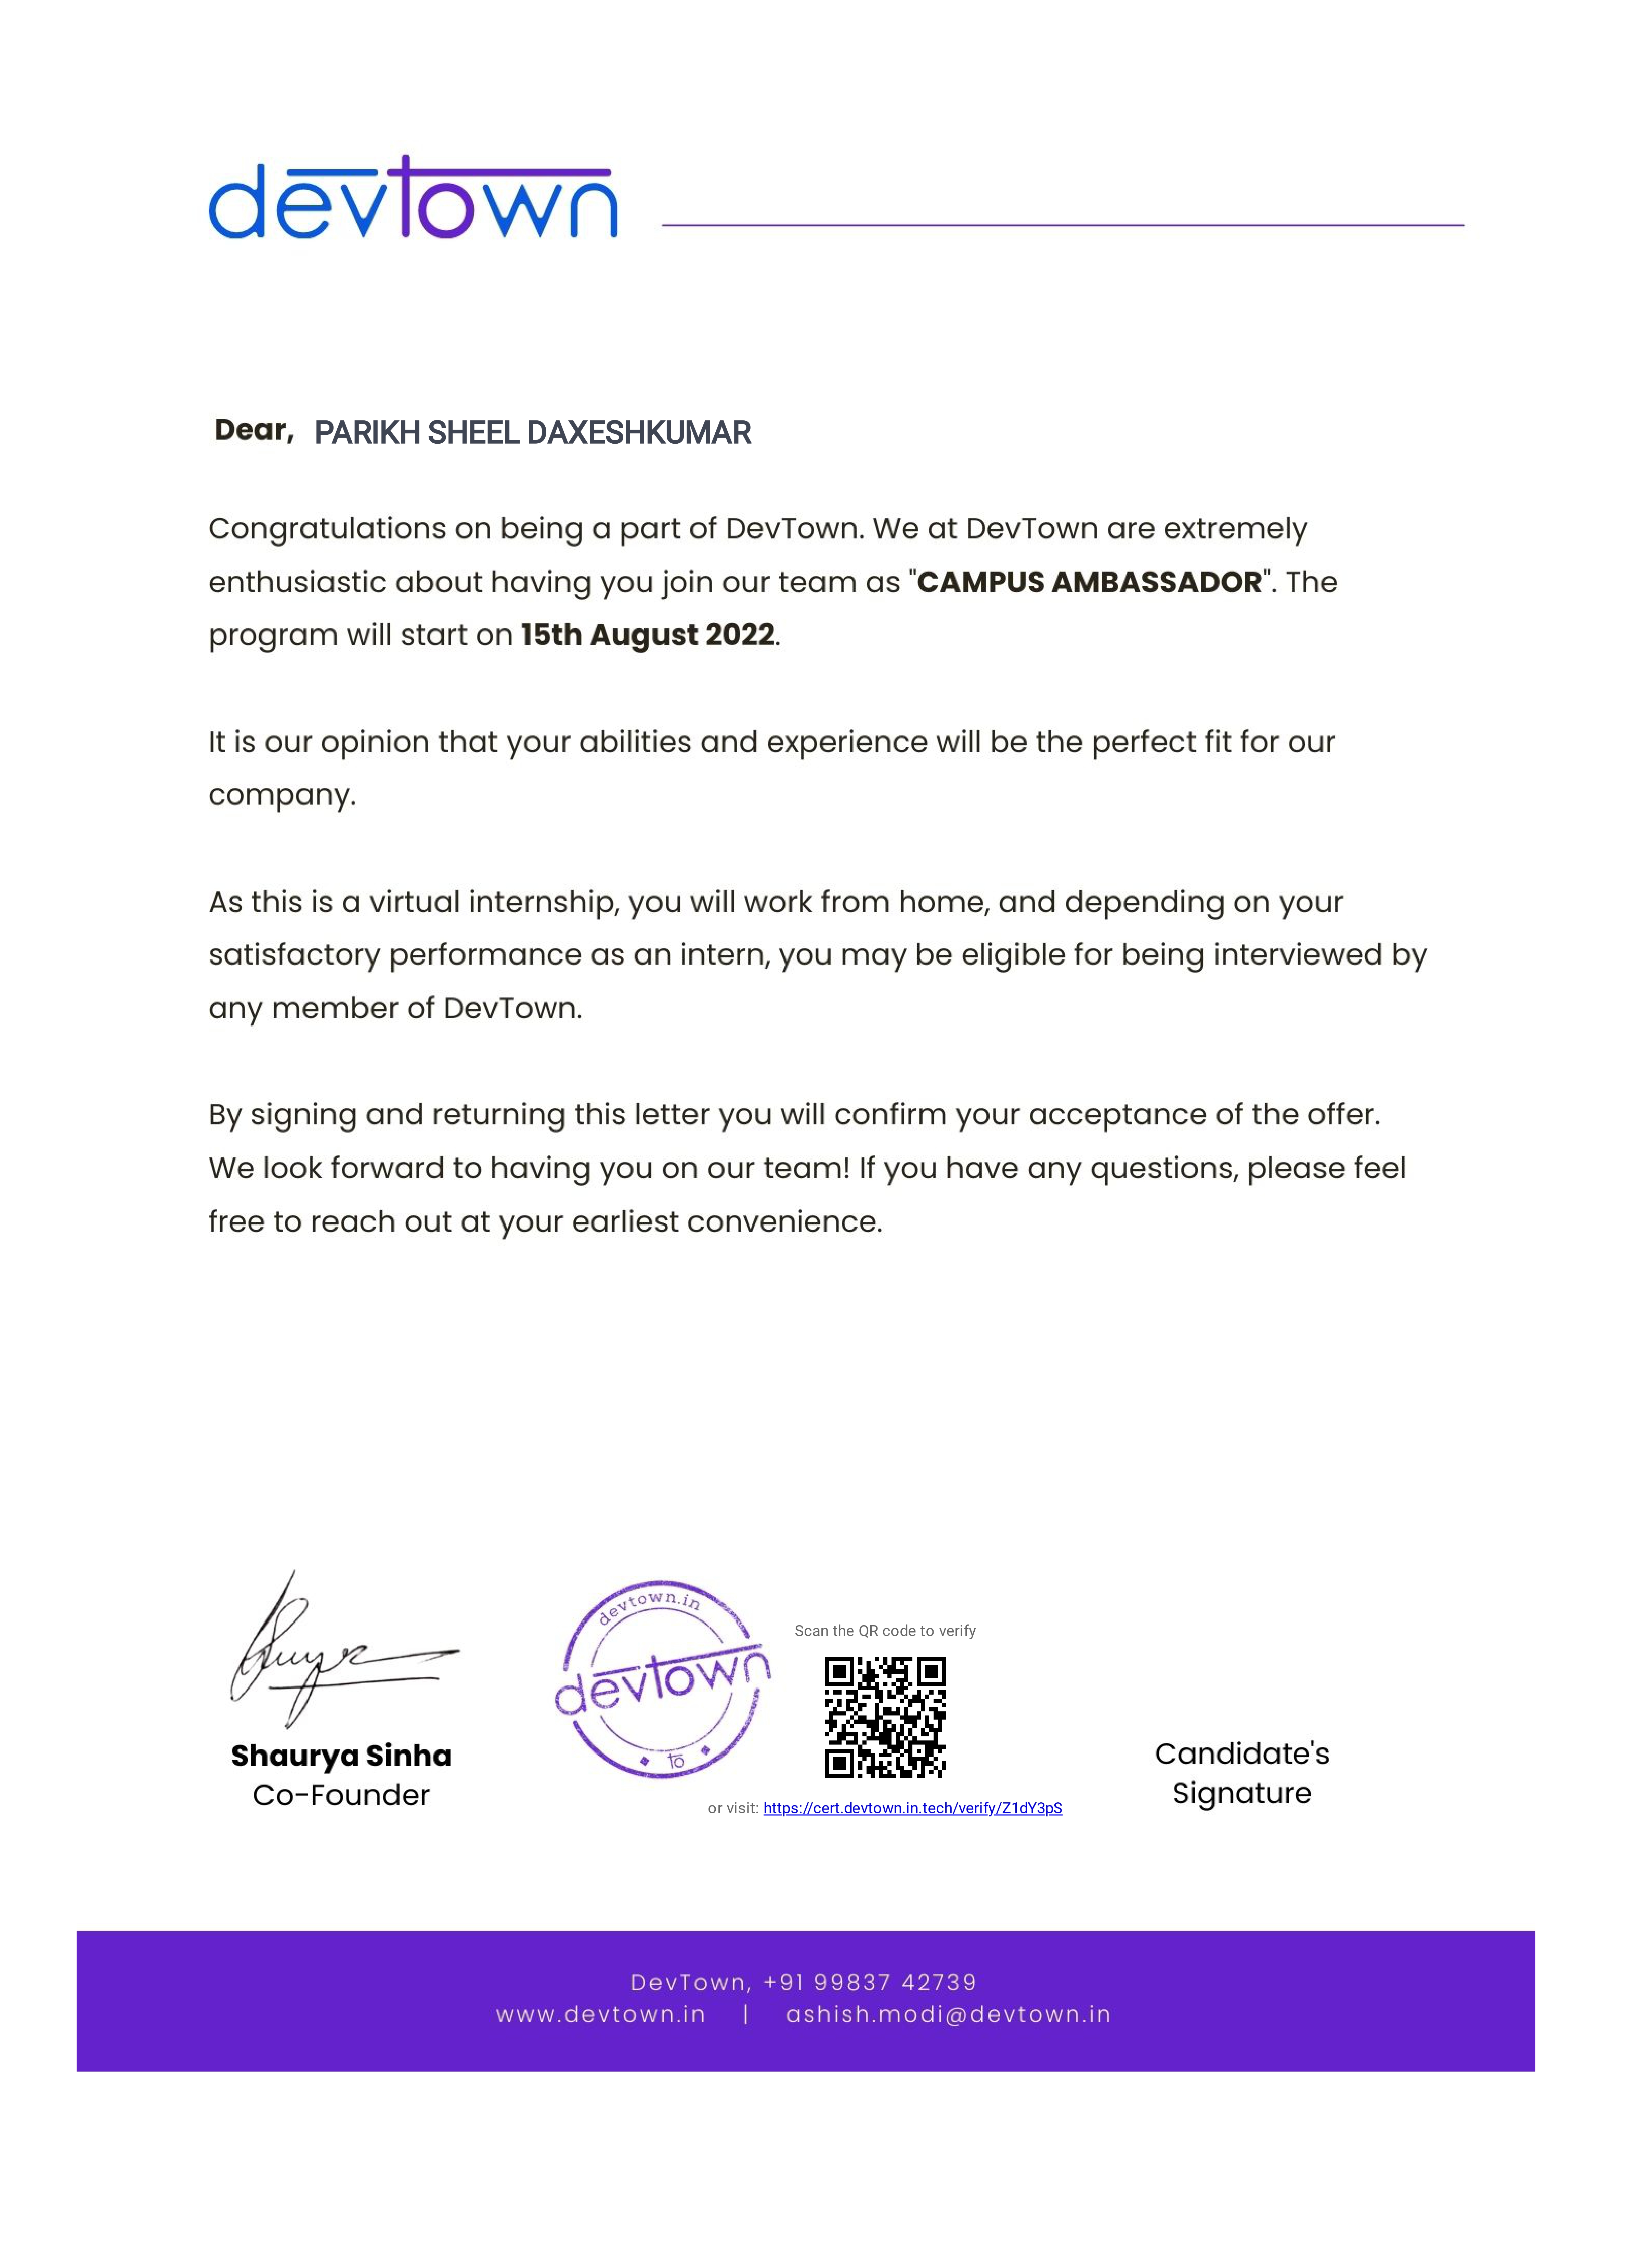 devtown
Dear, PARIKH SHEEL DAXESHKUMAR
Congratulations on being a part of DevTown. We at DevTown are extremely
enthusiastic about having you join our team as "CAMPUS AMBASSADOR". The
program will start on 15th August 2022.
It is our opinion that your abilities and experience will be the perfect fit for our
company.
As this is a virtual internship, you will work from home, and depending on your
satisfactory performance as an intern, you may be eligible for being interviewed by
any member of DevTown.
By signing and returning this letter you will confirm your acceptance of the offer.
We look forward to having you on our team! If you have any questions, please feel
free to reach out at your earliest convenience.
Shaurya Sinha
Co-Founder
devtown.in
devtown
to
Scan the QR code to verify
or visit: https://cert.devtown.in.tech/verify/Z1dY3pS
Candidate's
Signature
DevTown, +91 99837 42739
www.devtown.in | ashish.modi@devtown.in